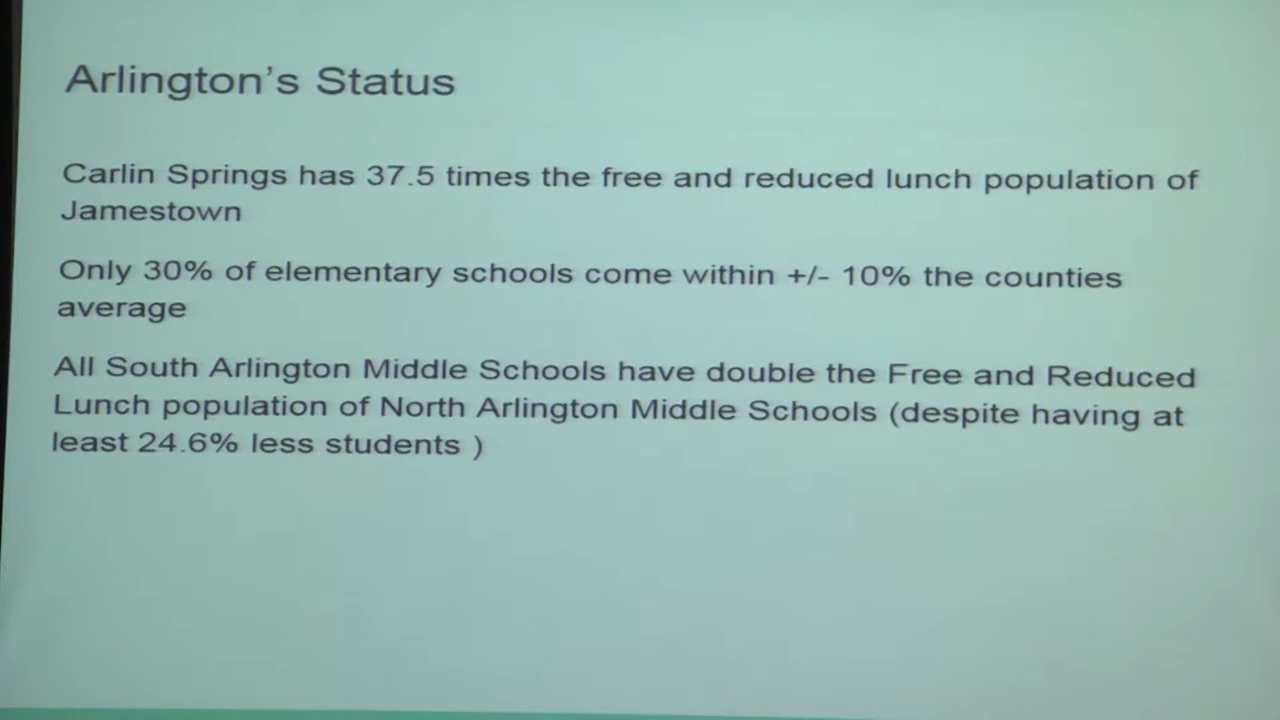 Arlington's Status
Carlin Springs has 37.5 times the free and reduced lunch population of
Jamestown
Only 30% of elementary schools come within +/- 10% the counties
average
All South Arlington Middle Schools have double the Free and Reduced
Lunch population of North Arlington Middle Schools (despite having at
least 24.6% less students )